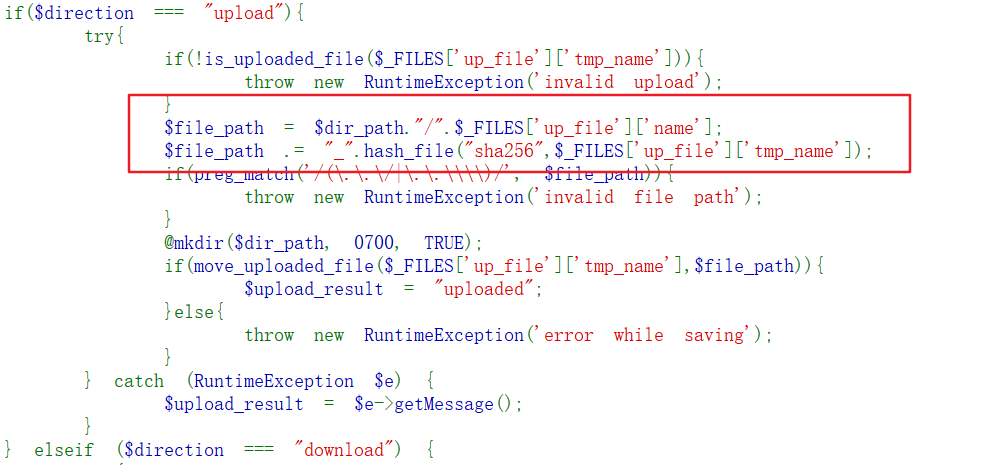 if($direction === "upload"){
try{
if(!is_uploaded_file($_FILES['up_file']['tmp_name'])){
throw new RuntimeException('invalid upload');
}
$file_path = $dir_path."/".$_FILES['up_file']['name'];
$file_path .= "_".hash_file("sha256",$_FILES['up_file']['tmp_name']);
if(preg_match('/(\.\.\/|\.\.\\\\)/', $file_path)){
throw new RuntimeException('invalid file path');
}
@mkdir($dir_path, 0700, TRUE);
if(move_uploaded_file($_FILES['up_file']['tmp_name'],$file_path)){
$upload_result = "uploaded";
}else{
throw new RuntimeException('error while saving');
}
} catch (RuntimeException $e) {
$upload_result = $e->getMessage();
}
} elseif ($direction === "download") {